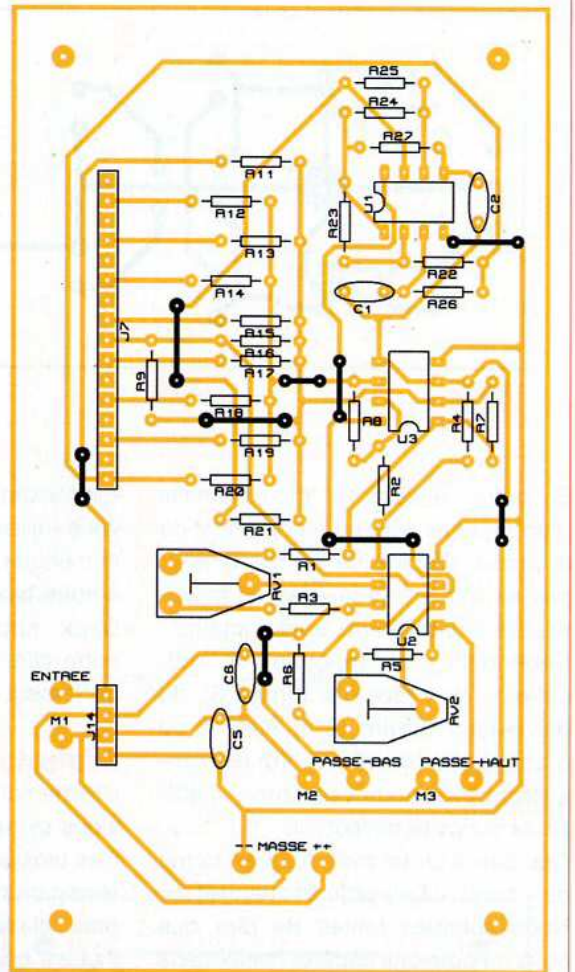 R25
R24
R27
R11
U1
C2
R12
R23
R13
R22
R14
C1
R26
R15
J7
R16
R17
R9
R18
R8
U3
R4
R7
R19
R2
R20
R21
R1
RV1
R3
U2
C6
R6
R5
RV2
ENTREE
M1
J14
C5
PASSE-BAS
PASSE-HAUT
M2
M3
-- MASSE ++